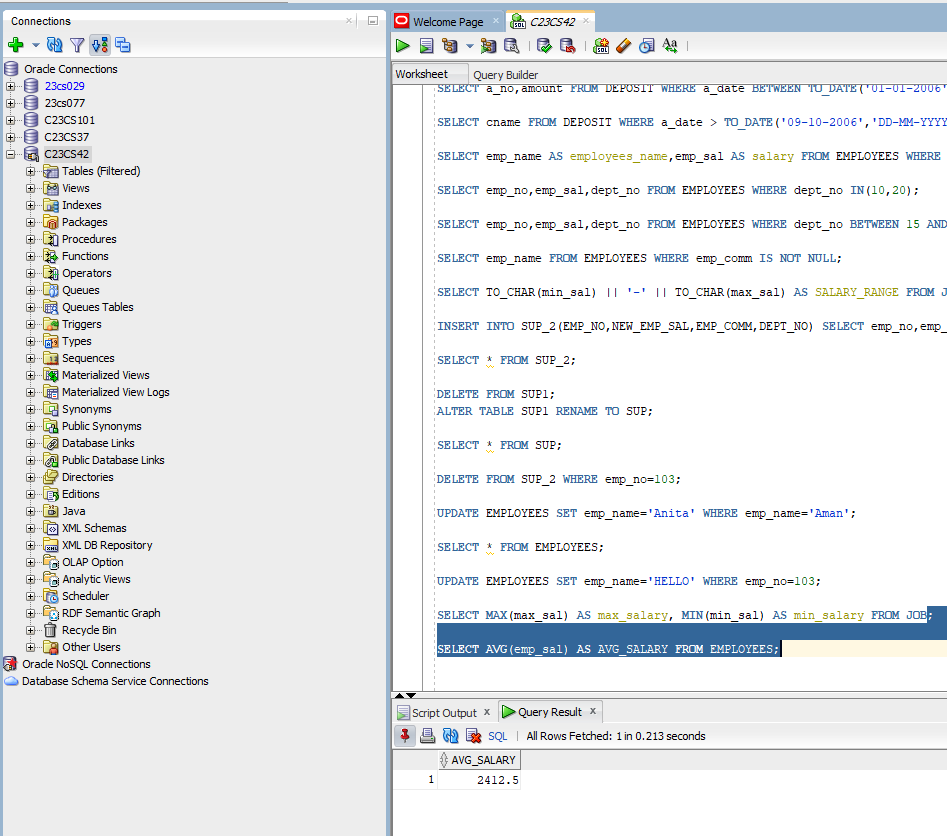 Connections
Oracle Connections
23cs029
23cs077
C23CS101
C23CS37
C23CS42
Tables (Filtered)
Views
Indexes
Packages
Procedures
Functions
Operators
Queues
Queues Tables
Triggers
Types
Sequences
Materialized Views
Materialized View Logs
Synonyms
Public Synonyms
Database Links
Public Database Links
Directories
Editions
Java
XML Schemas
XML DB Repository
OLAP Option
Analytic Views
Scheduler
RDF Semantic Graph
Recycle Bin
Other Users
Oracle NoSQL Connections
Database Schema Service Connections
Welcome Page
C23CS42
Worksheet Query Builder
SELECT a_no,amount FROM DEPOSIT WHERE a_date BETWEEN TO_DATE('01-01-2006'
SELECT cname FROM DEPOSIT WHERE a_date > TO_DATE('09-10-2006','DD-MM-YYYY
SELECT emp_name AS employees_name,emp_sal AS salary FROM EMPLOYEES WHERE
SELECT emp_no,emp_sal,dept_no FROM EMPLOYEES WHERE dept_no IN(10,20);
SELECT emp_no,emp_sal,dept_no FROM EMPLOYEES WHERE dept_no BETWEEN 15 AND
SELECT emp_name FROM EMPLOYEES WHERE emp_comm IS NOT NULL;
SELECT TO_CHAR(min_sal) || '-' || TO_CHAR(max_sal) AS SALARY_RANGE FROM J
INSERT INTO SUP_2(EMP_NO,NEW_EMP_SAL,EMP_COMM,DEPT_NO) SELECT emp_no,emp_
SELECT * FROM SUP_2;
DELETE FROM SUP1;
ALTER TABLE SUP1 RENAME TO SUP;
SELECT * FROM SUP;
DELETE FROM SUP_2 WHERE emp_no=103;
UPDATE EMPLOYEES SET emp_name='Anita' WHERE emp_name='Aman';
SELECT * FROM EMPLOYEES;
UPDATE EMPLOYEES SET emp_name='HELLO' WHERE emp_no=103;
SELECT MAX(max_sal) AS max_salary, MIN(min_sal) AS min_salary FROM JOB;
SELECT AVG(emp_sal) AS AVG_SALARY FROM EMPLOYEES;
Script Output x Query Result x
SQL | All Rows Fetched: 1 in 0.213 seconds
AVG_SALARY
1 2412.5